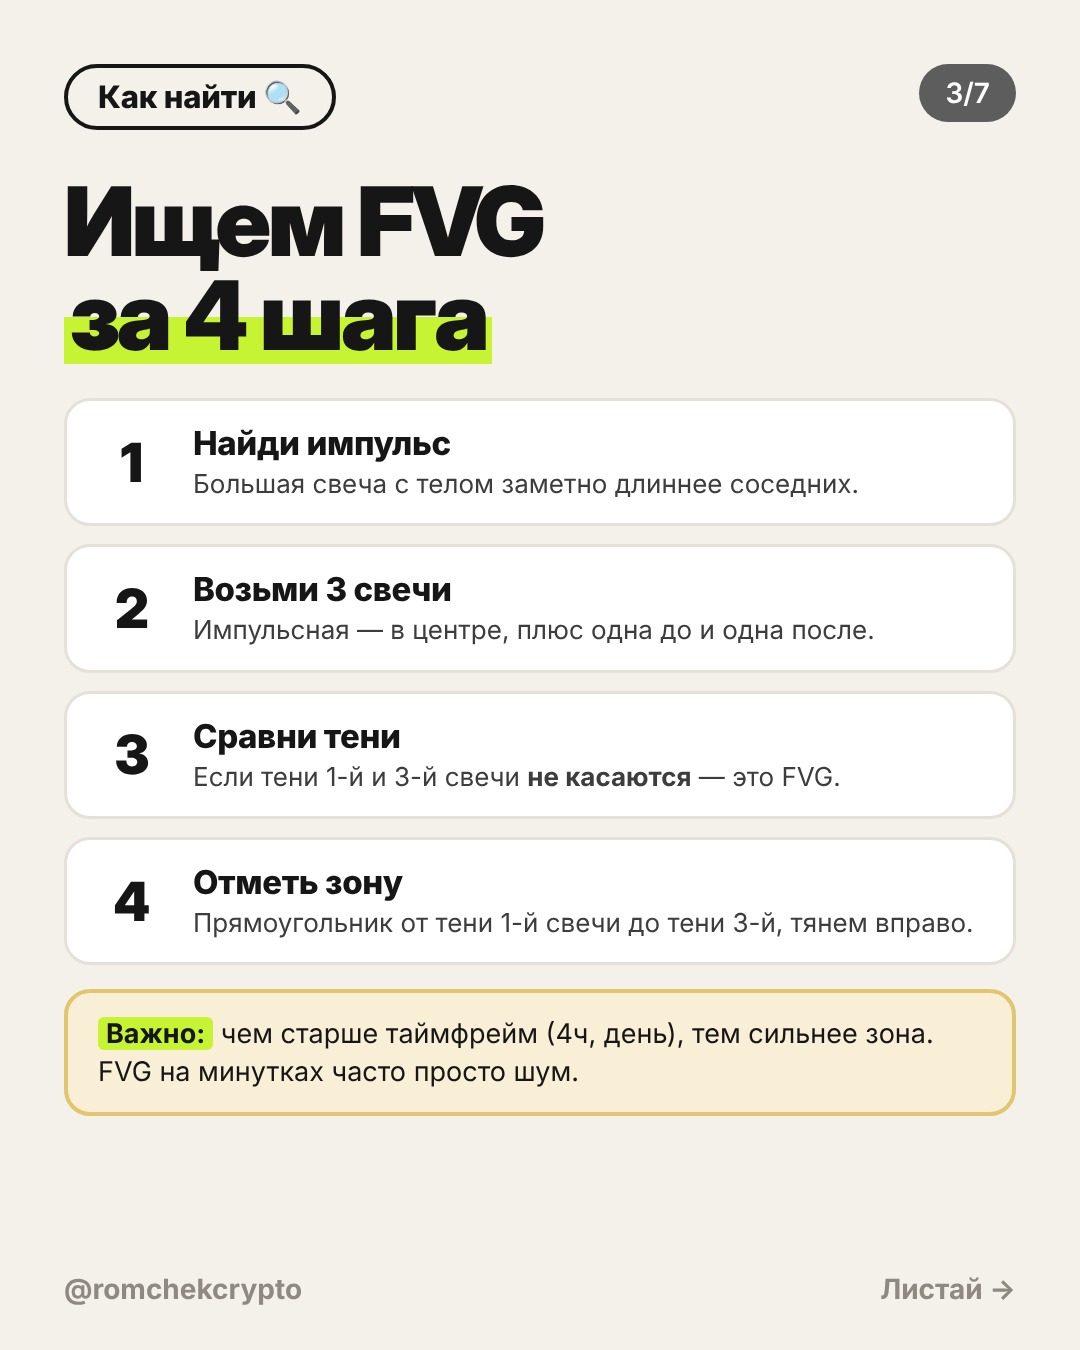 Как найти 🔍
3/7
Ищем FVG
за 4 шага
1
Найди импульс
Большая свеча с телом заметно длиннее соседних.
2
Возьми 3 свечи
Импульсная — в центре, плюс одна до и одна после.
3
Сравни тени
Если тени 1-й и 3-й свечи не касаются — это FVG.
4
Отметь зону
Прямоугольник от тени 1-й свечи до тени 3-й, тянем вправо.
Важно: чем старше таймфрейм (4ч, день), тем сильнее зона.
FVG на минутках часто просто шум.
@romchekcrypto
Листай →